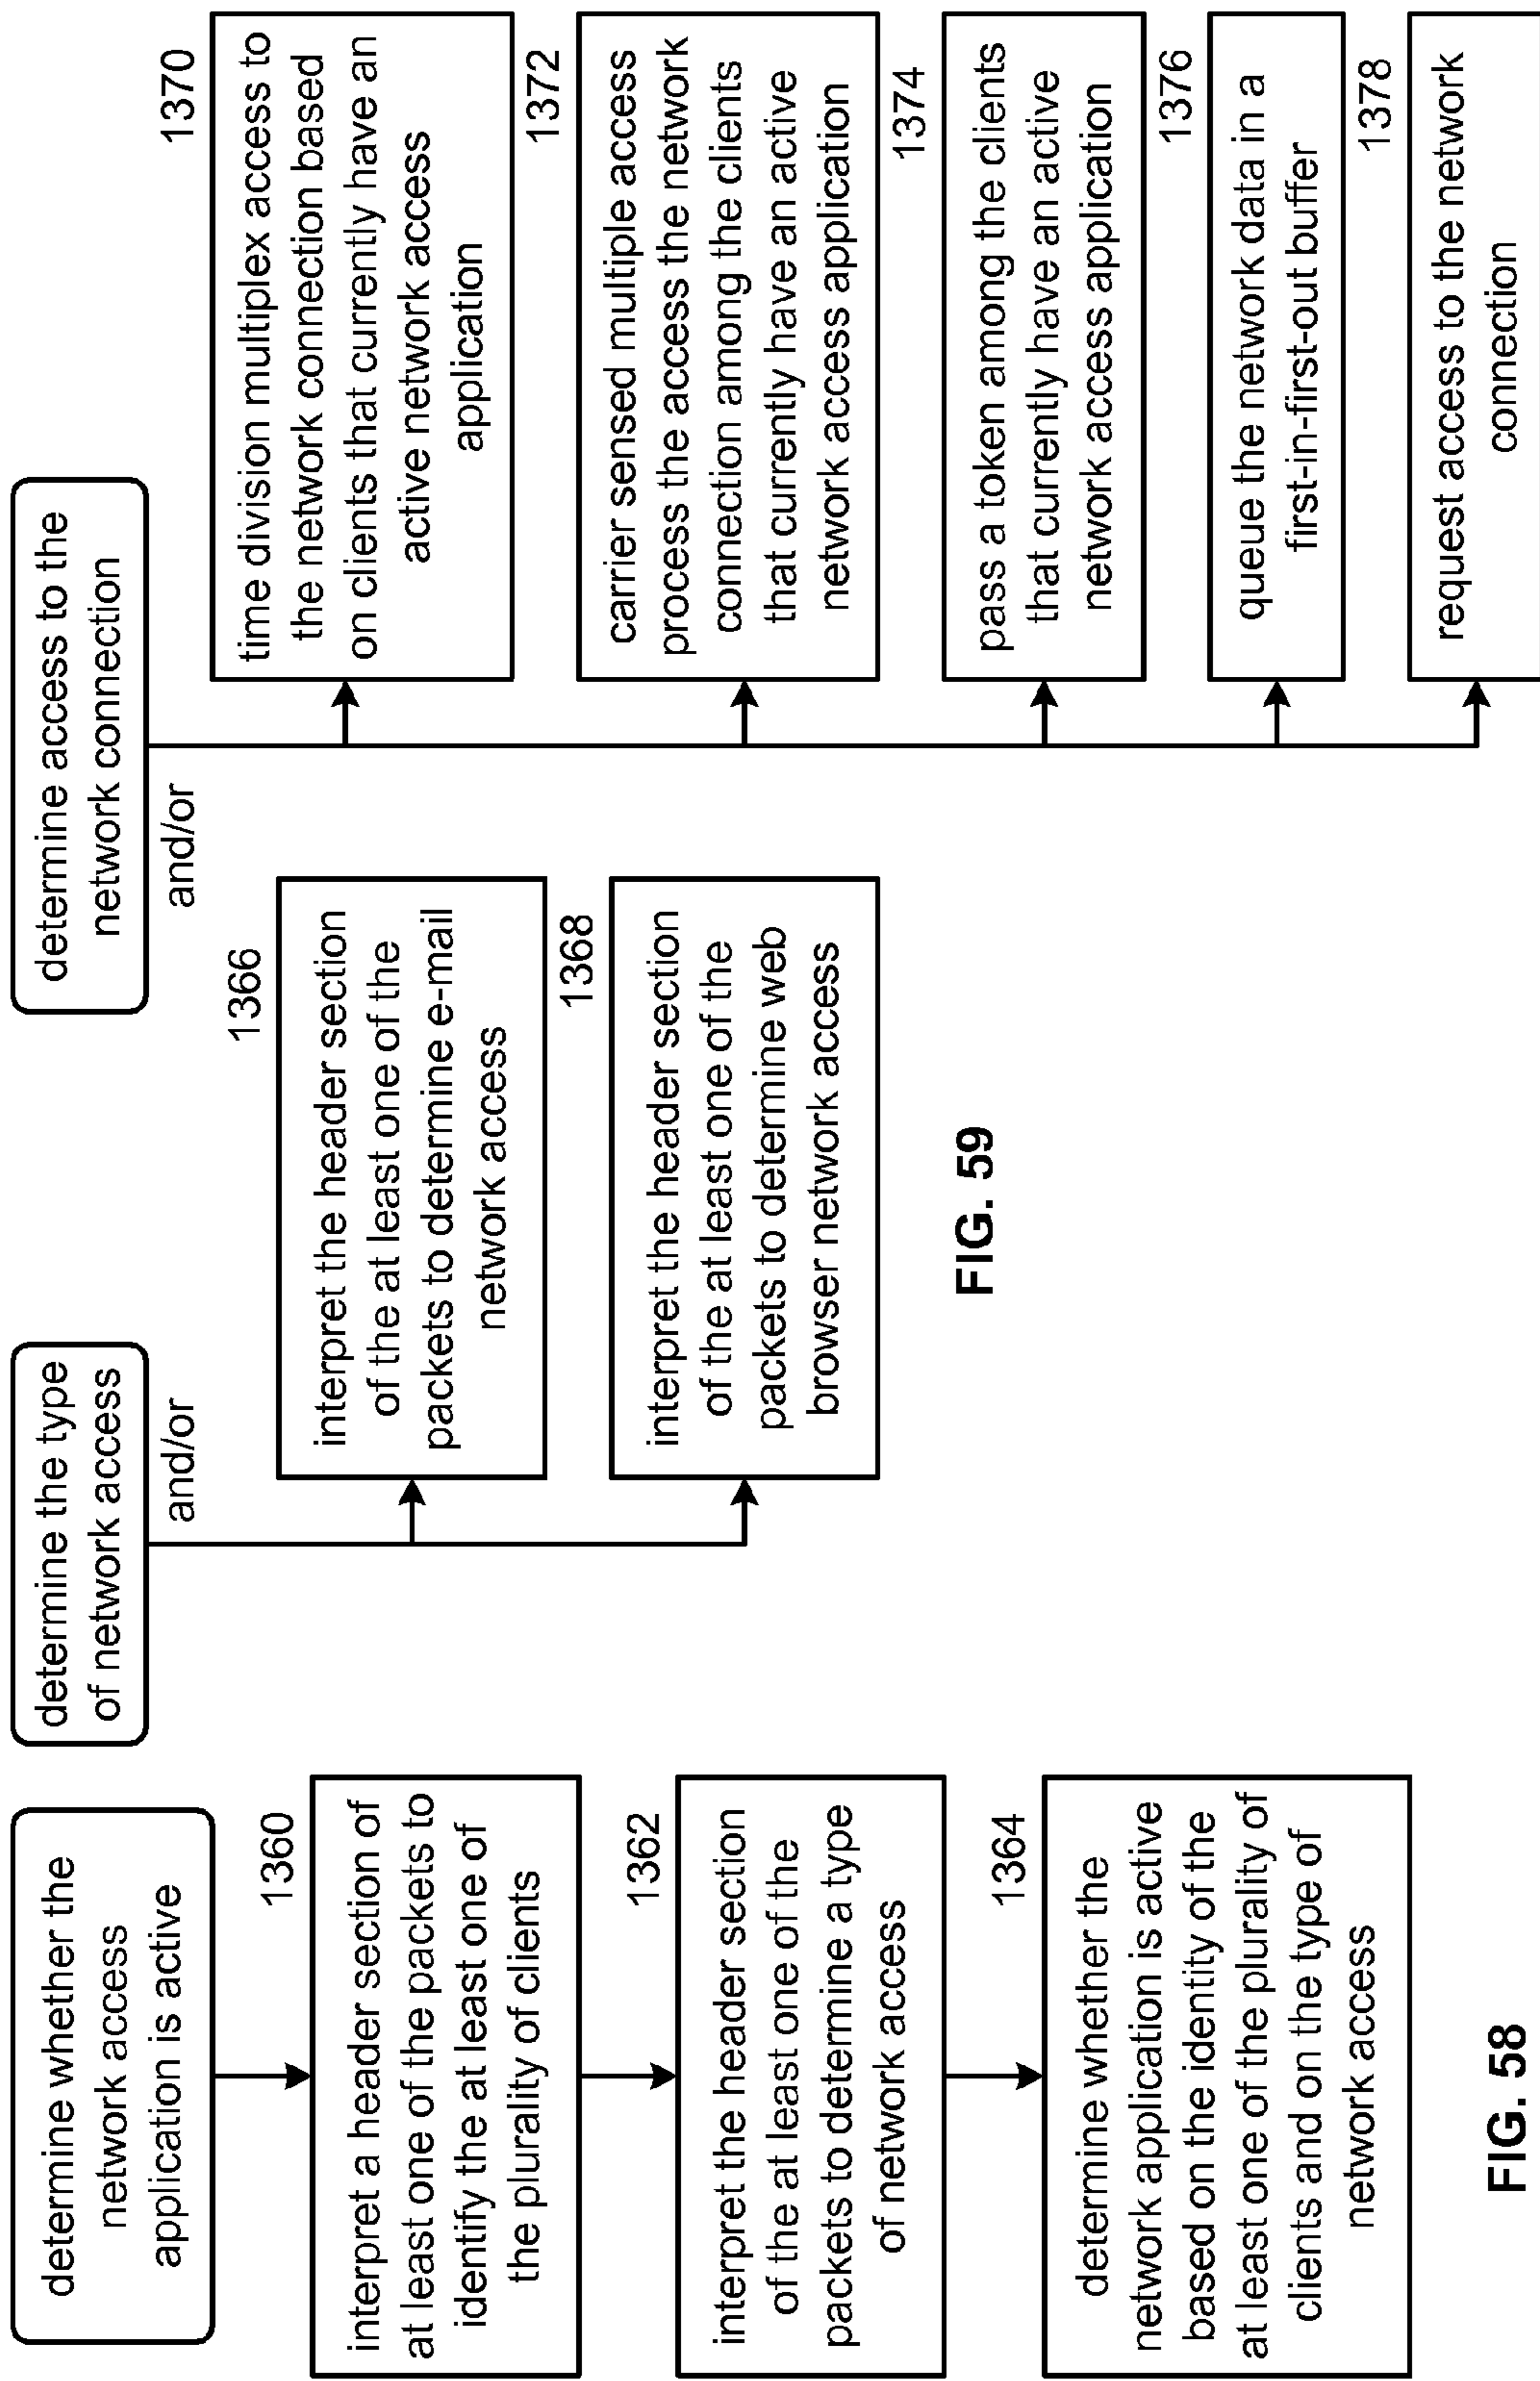 determine whether the
network access
application is active
1360
interpret a header section of
at least one of the packets to
identify the at least one of
the plurality of clients
1362
interpret the header section
of the at least one of the
packets to determine a type
of network access
1364
determine whether the
network application is active
based on the identity of the
at least one of the plurality of
clients and on the type of
network access
FIG. 58
determine the type
of network access
and/or
1366
interpret the header section
of the at least one of the
packets to determine e-mail
network access
1368
interpret the header section
of the at least one of the
packets to determine web
browser network access
FIG. 59
determine access to the
network connection
and/or
1370
time division multiplex access to
the network connection based
on clients that currently have an
active network access
application
1372
carrier sensed multiple access
process the access the network
connection among the clients
that currently have an active
network access application
1374
pass a token among the clients
that currently have an active
network access application
1376
queue the network data in a
first-in-first-out buffer
1378
request access to the network
connection